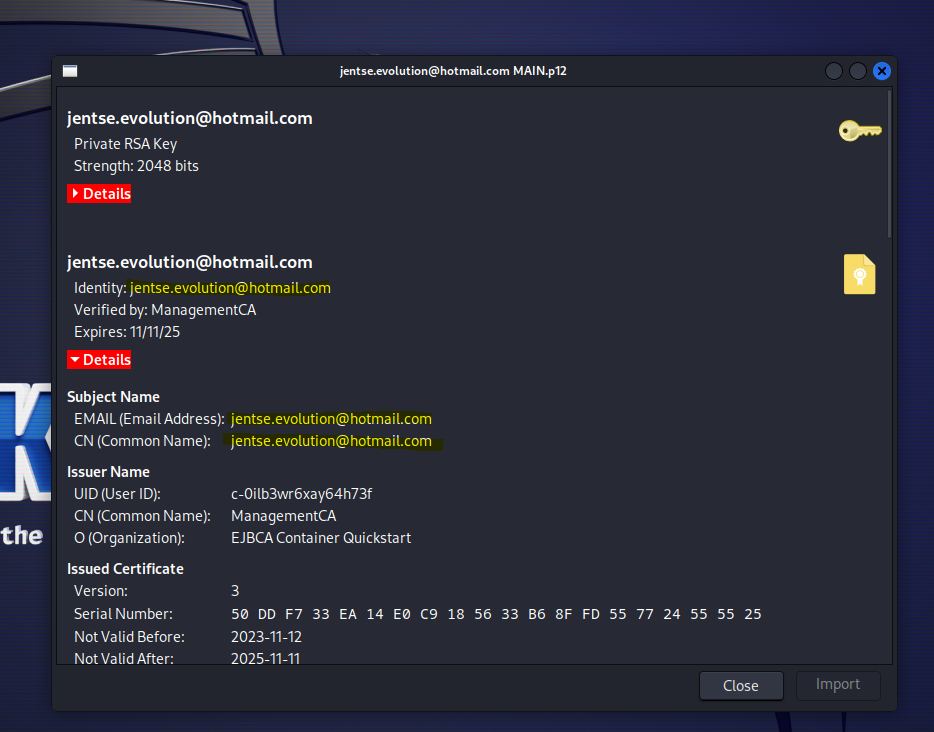 jentse.evolution@hotmail.com MAIN.p12
jentse.evolution@hotmail.com
Private RSA Key
Strength: 2048 bits
Details
jentse.evolution@hotmail.com
Identity: jentse.evolution@hotmail.com
Verified by: ManagementCA
Expires: 11/11/25
Details
Subject Name
EMAIL (Email Address): jentse.evolution@hotmail.com
CN (Common Name): jentse.evolution@hotmail.com
Issuer Name
UID (User ID): c-0ilb3wr6xay64h73f
CN (Common Name): ManagementCA
O (Organization): EJBCA Container Quickstart
the
Issued Certificate
Version: 3
Serial Number: 50 DD F7 33 EA 14 E0 C9 18 56 33 B6 8F FD 55 77 24 55 55 25
Not Valid Before: 2023-11-12
Not Valid After: 2025-11-11
Close Import